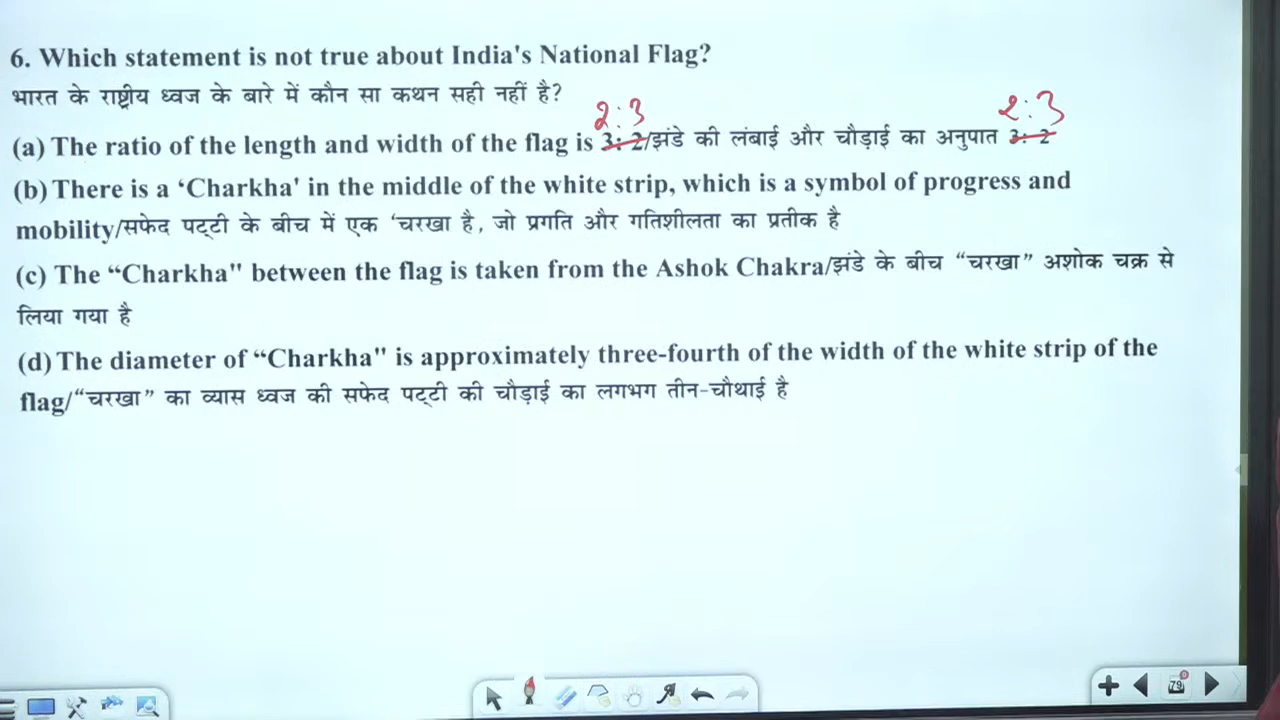 6. Which statement is not true about India's National Flag?
भारत के राष्ट्रीय ध्वज के बारे में कौन सा कथन सही नहीं है?
2:3 2:3
(a) The ratio of the length and width of the flag is 3: 2/झंडे की लंबाई और चौड़ाई का अनुपात 3: 2
(b) There is a ‘Charkha' in the middle of the white strip, which is a symbol of progress and
mobility/सफेद पट्टी के बीच में एक ‘चरखा है, जो प्रगति और गतिशीलता का प्रतीक है
(c) The “Charkha" between the flag is taken from the Ashok Chakra/झंडे के बीच “चरखा” अशोक चक्र से
लिया गया है
(d) The diameter of “Charkha" is approximately three-fourth of the width of the white strip of the
flag/“चरखा” का व्यास ध्वज की सफेद पट्टी की चौड़ाई का लगभग तीन-चौथाई है
79